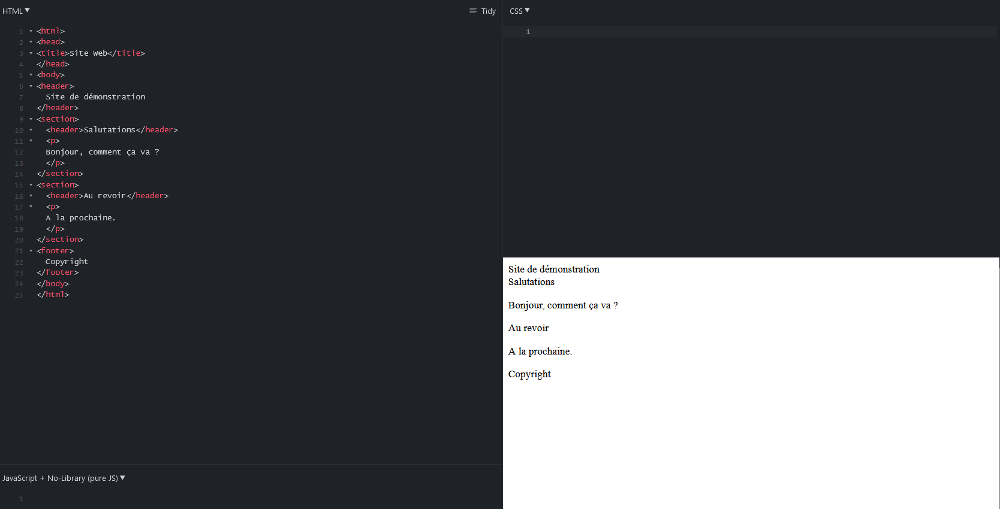 HTML▼
Tidy
1 <html>
2 <head>
3 <title>Site Web</title>
4 </head>
5 <body>
6 <header>
7 Site de démonstration
8 </header>
9 <section>
10 <header>Salutations</header>
11 <p>
12 Bonjour, comment ça va ?
13 </p>
14 </section>
15 <section>
16 <header>Au revoir</header>
17 <p>
18 A la prochaine.
19 </p>
20 </section>
21 <footer>
22 Copyright
23 </footer>
24 </body>
25 </html>
JavaScript + No-Library (pure JS)▼
1
CSS▼
1
Site de démonstration
Salutations
Bonjour, comment ça va ?
Au revoir
A la prochaine.
Copyright